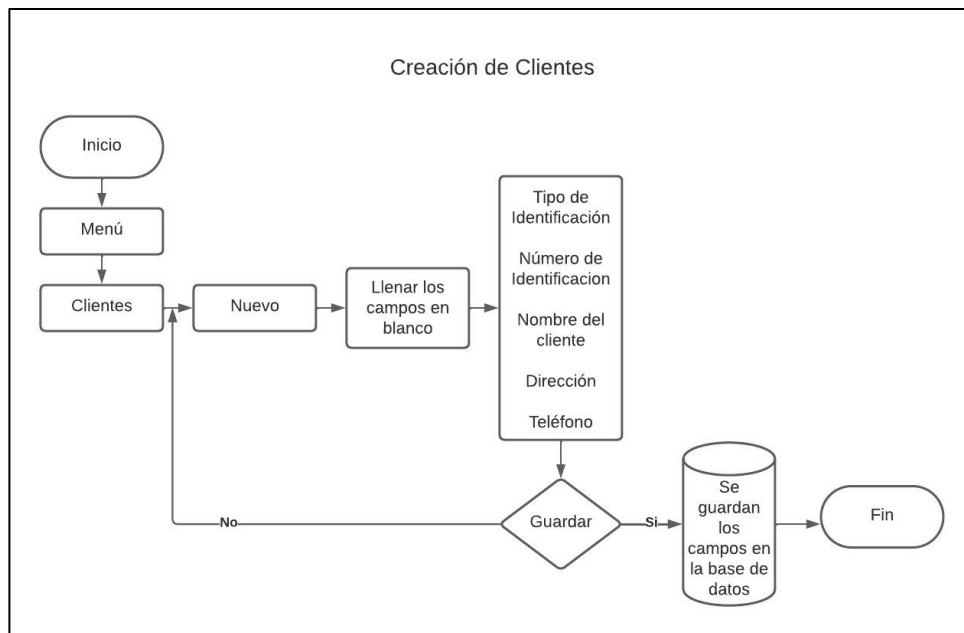 Creación de Clientes
Inicio
Menú
Clientes
Nuevo
Llenar los
campos en
blanco
Tipo de
Identificación
Número de
Identificacion
Nombre del
cliente
Dirección
Teléfono
Guardar
No
Si
Se
guardan
los
campos en
la base de
datos
Fin